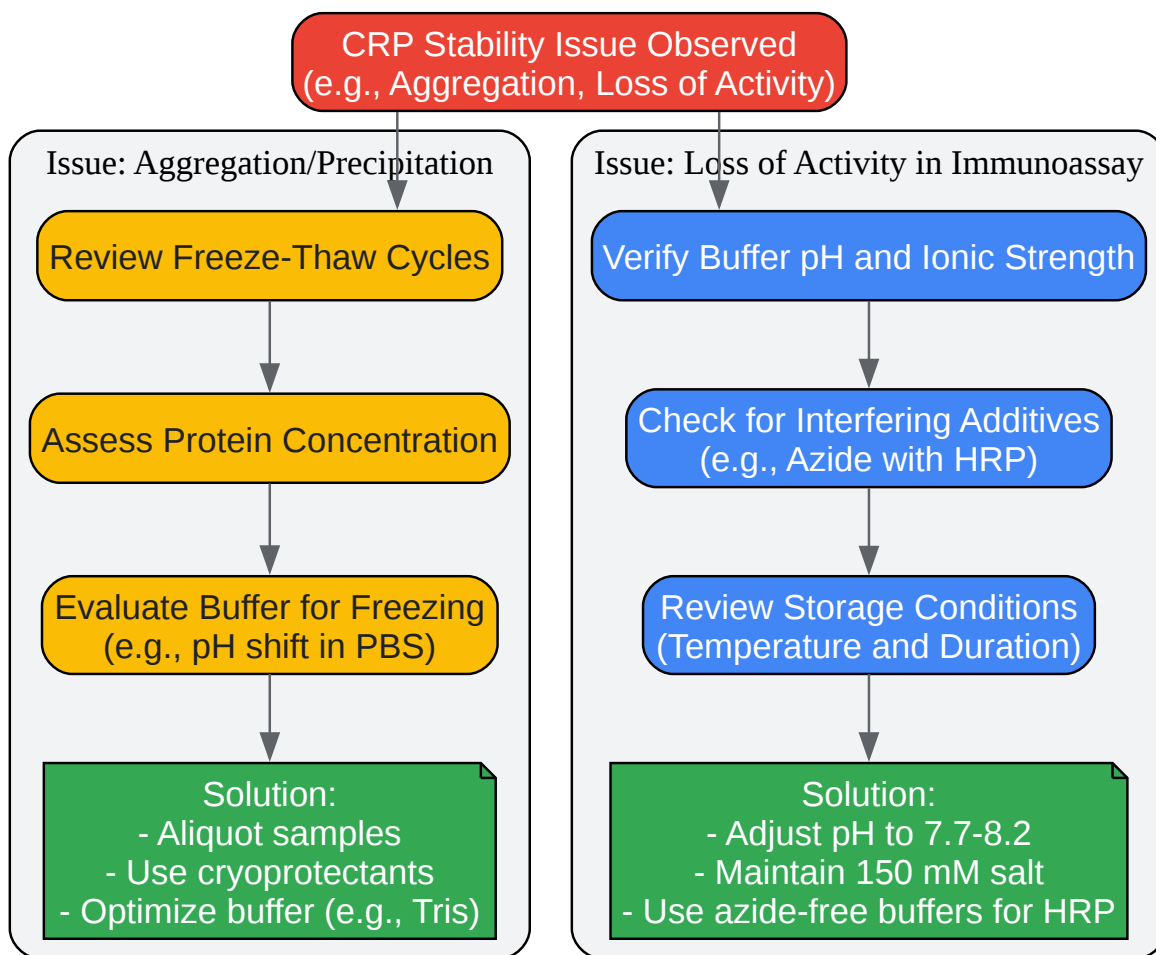 CRP Stability Issue Observed
(e.g., Aggregation, Loss of Activity)
Issue: Aggregation/Precipitation
Review Freeze-Thaw Cycles
Assess Protein Concentration
Evaluate Buffer for Freezing
(e.g., pH shift in PBS)
Solution:
- Aliquot samples
- Use cryoprotectants
- Optimize buffer (e.g., Tris)
Issue: Loss of Activity in Immunoassay
Verify Buffer pH and Ionic Strength
Check for Interfering Additives
(e.g., Azide with HRP)
Review Storage Conditions
(Temperature and Duration)
Solution:
- Adjust pH to 7.7-8.2
- Maintain 150 mM salt
- Use azide-free buffers for HRP